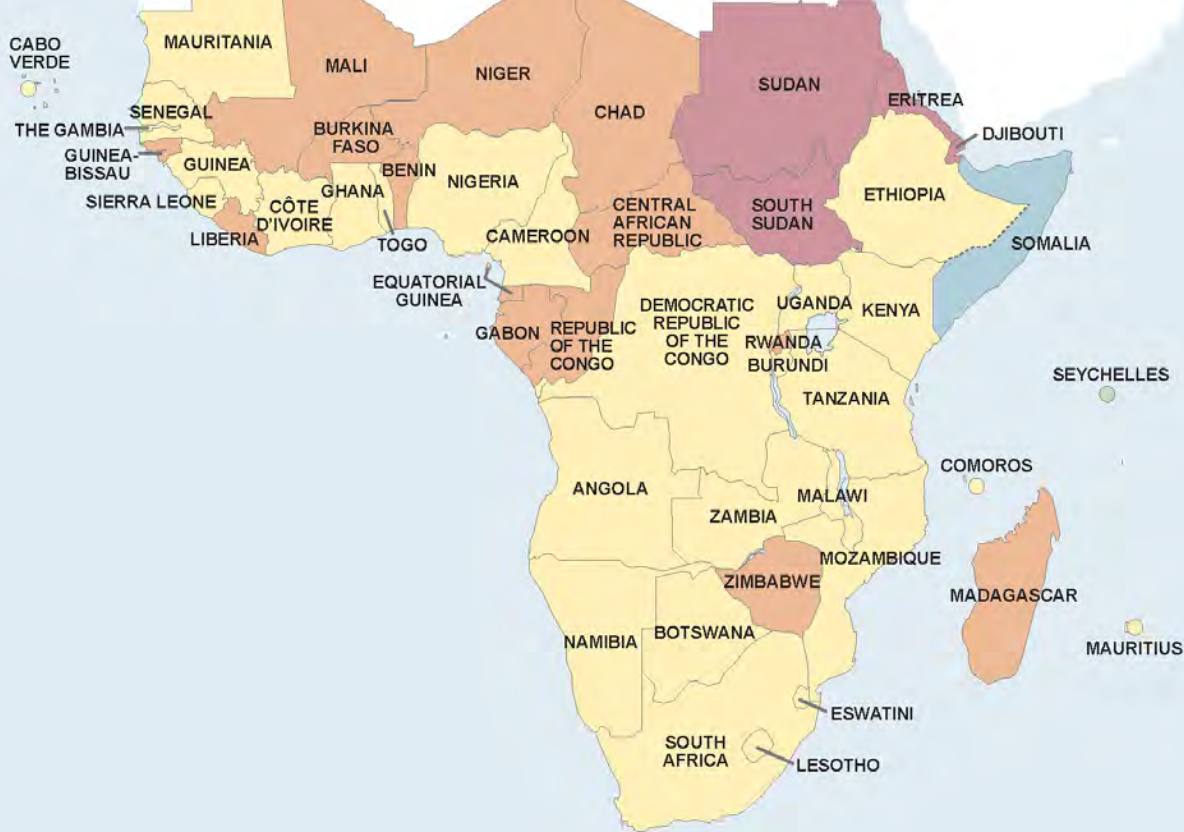 CABO
VERDE
MAURITANIA
MALI
NIGER
CHAD
SUDAN
ERITREA
SENEGAL
THE GAMBIA
DJIBOUTI
GUINEA-
BISSAU
GUINEA
BURKINA
FASO
BENIN
NIGERIA
ETHIOPIA
SIERRA LEONE
GHANA
CÔTE
D'IVOIRE
CENTRAL
AFRICAN
REPUBLIC
SOUTH
SUDAN
LIBERIA
TOGO
CAMEROON
SOMALIA
EQUATORIAL
GUINEA
DEMOCRATIC
REPUBLIC
OF THE
CONGO
UGANDA
KENYA
GABON
REPUBLIC
OF THE
CONGO
RWANDA
BURUNDI
SEYCHELLES
TANZANIA
COMOROS
ANGOLA
MALAWI
ZAMBIA
MOZAMBIQUE
ZIMBABWE
MADAGASCAR
NAMIBIA
BOTSWANA
MAURITIUS
ESWATINI
SOUTH
AFRICA
LESOTHO